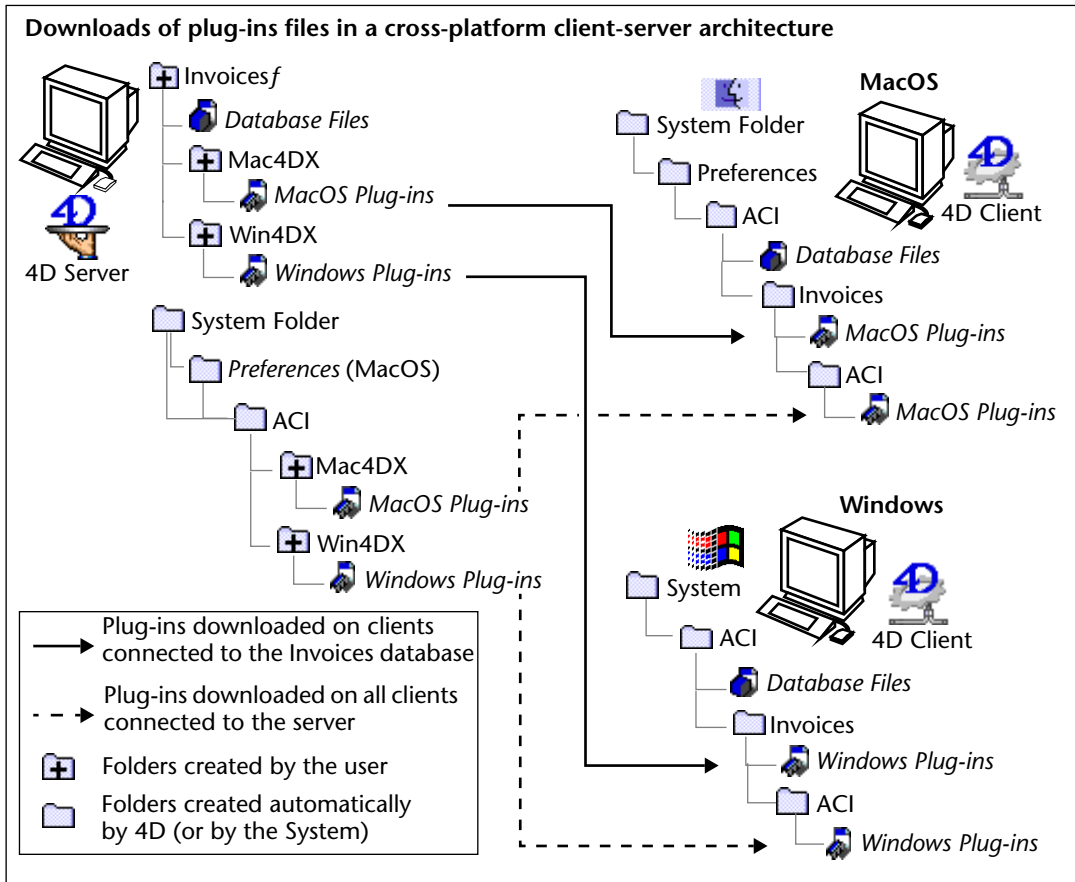 Downloads of plug-ins files in a cross-platform client-server architecture
4D
4D Server
Invoicesƒ
Database Files
Mac4DX
MacOS Plug-ins
Win4DX
Windows Plug-ins
System Folder
Preferences (MacOS)
ACI
Mac4DX
MacOS Plug-ins
Win4DX
Windows Plug-ins
MacOS
4D
4D Client
System Folder
Preferences
ACI
Database Files
Invoices
MacOS Plug-ins
ACI
MacOS Plug-ins
Windows
4D
4D Client
System
ACI
Database Files
Invoices
Windows Plug-ins
ACI
Windows Plug-ins
Plug-ins downloaded on clients
connected to the Invoices database
Plug-ins downloaded on all clients
connected to the server
Folders created by the user
Folders created automatically
by 4D (or by the System)